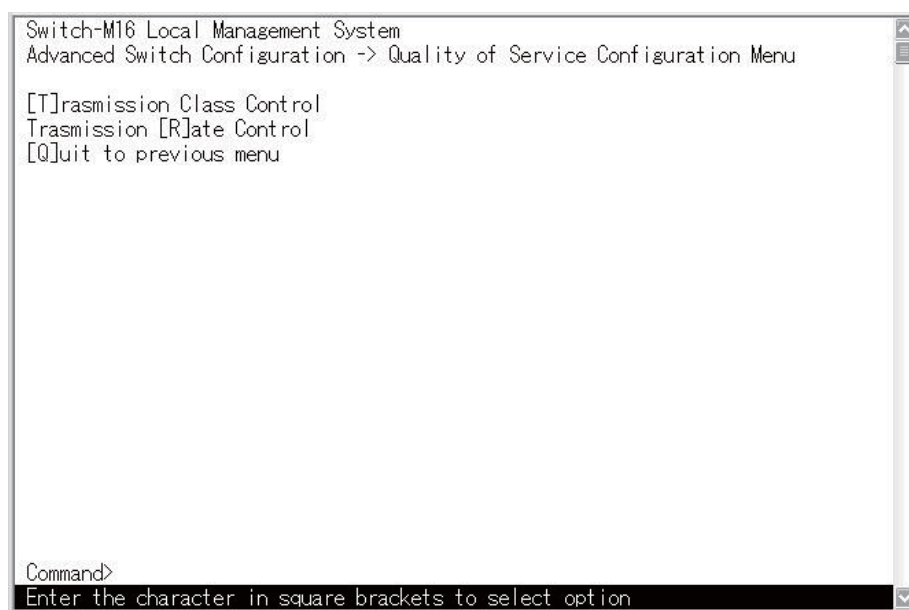 Switch-M16 Local Management System
Advanced Switch Configuration -> Quality of Service Configuration Menu
[T]rasmission Class Control
Trasmission [R]ate Control
[Q]uit to previous menu
Command>
Enter the character in square brackets to select option